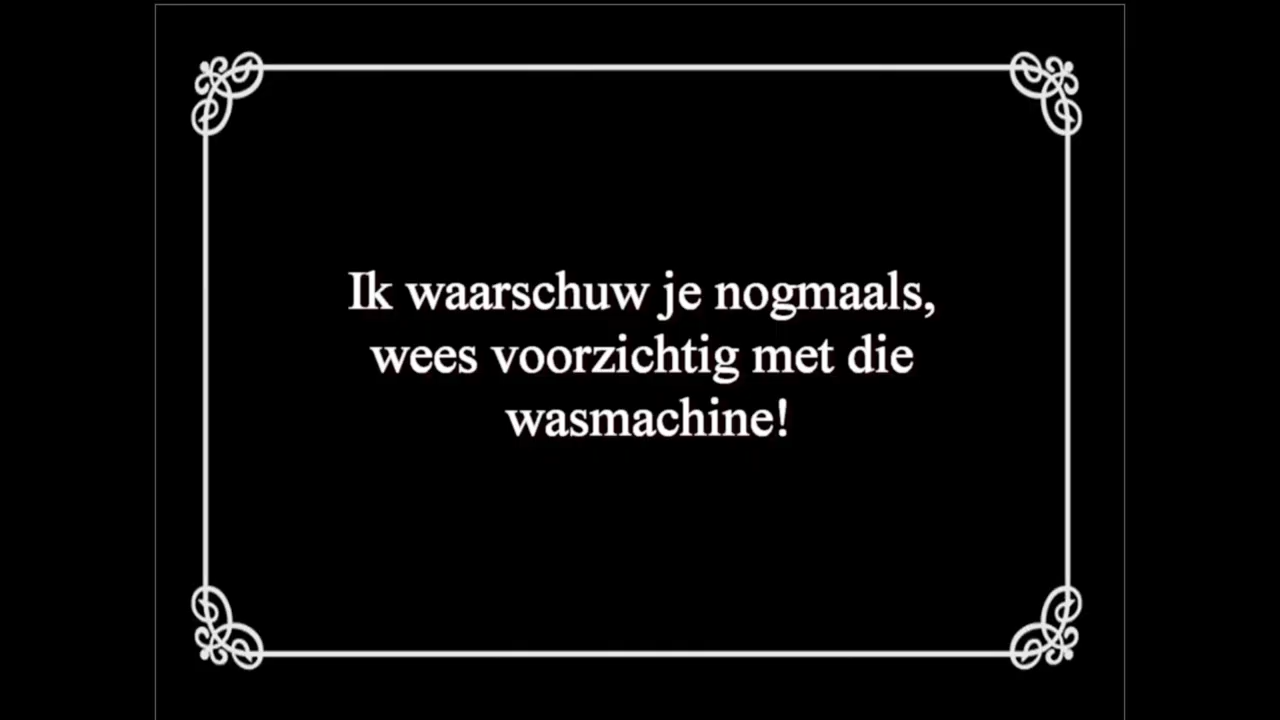 Ik waarschuw je nogmaals,
wees voorzichtig met die
wasmachine!